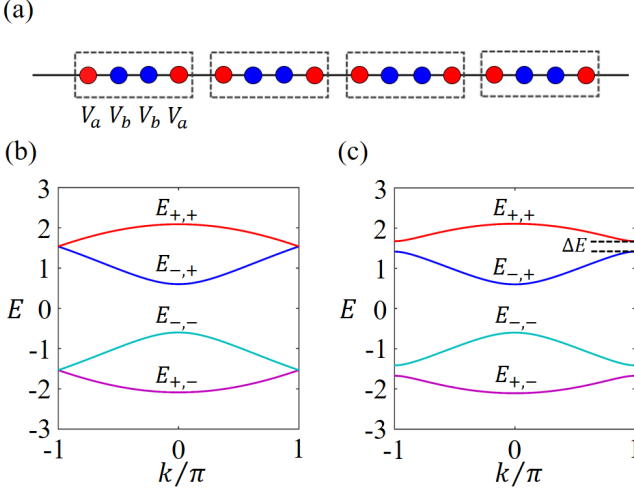 (a)
V_a V_b V_b V_a
(b)
(c)
3
2
1
0
-1
-2
-3
E
E_{+,+}
E_{-,+}
E_{-,-}
E_{+,-}
-1 0 1
k/π
3
2
1
0
-1
-2
-3
E_{+,+}
ΔE
E_{-,+}
E_{-,-}
E_{+,-}
-1 0 1
k/π